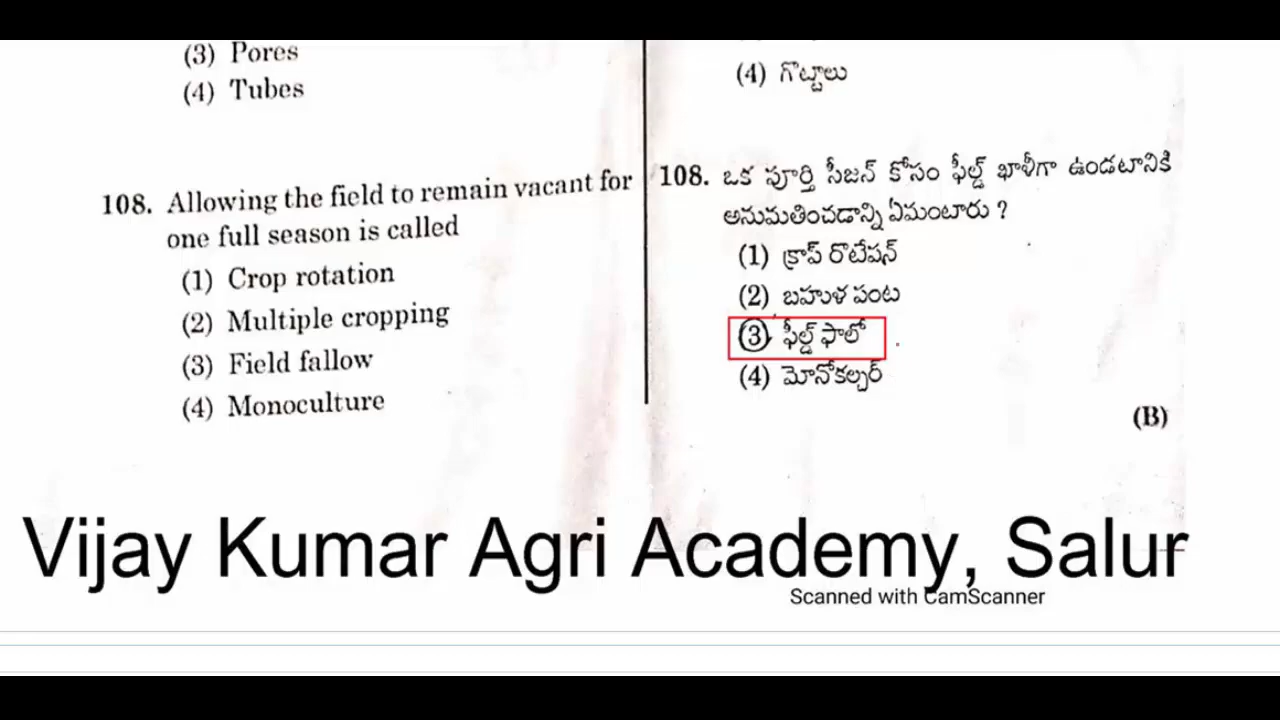 (3) Pores
(4) Tubes
108. Allowing the field to remain vacant for
one full season is called
(1) Crop rotation
(2) Multiple cropping
(3) Field fallow
(4) Monoculture
(4) గొట్టాలు
108. ఒక పూర్తి సీజన్ కోసం ఫీల్డ్ ఖాళీగా ఉండటానికి
అనుమతించడాన్ని ఏమంటారు ?
(1) క్రాప్ రొటేషన్
(2) బహుళ పంట
(3) ఫీల్డ్ ఫాలో
(4) మోనోకల్చర్
(B)
Vijay Kumar Agri Academy, Salur
Scanned with CamScanner